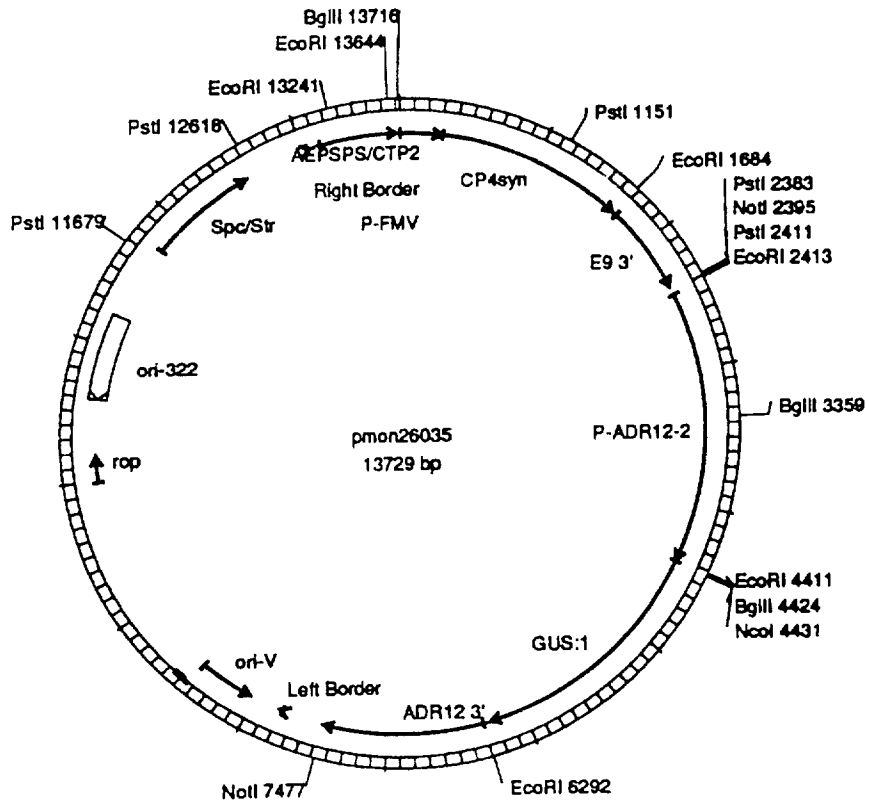 BglII 13716
EcoRI 13644
EcoRI 13241
PstI 12618
PstI 11679
PstI 1151
EcoRI 1684
PstI 2383
NotI 2395
PstI 2411
EcoRI 2413
AEPSPS/CTP2
Right Border
P-FMV
CP4syn
Spc/Str
E9 3'
ori-322
BglII 3359
P-ADR12-2
pmon26035
13729 bp
rop
EcoRI 4411
BglII 4424
NcoI 4431
GUS:1
ori-V
Left Border
ADR12 3'
NotI 7477
EcoRI 6292